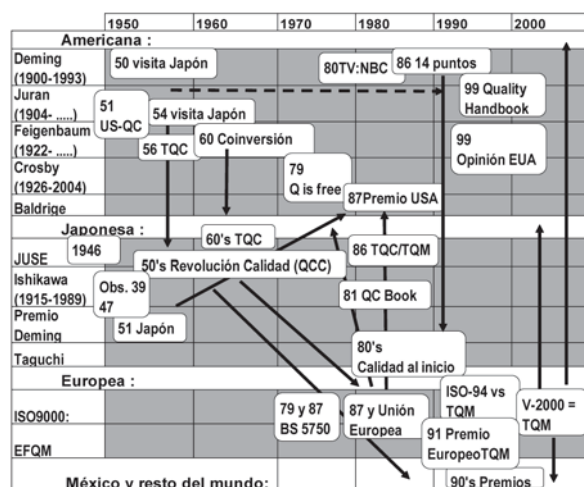 1950 1960 1970 1980 1990 2000
Americana :
Deming
(1900-1993)
50 visita Japón
80TV:NBC
86 14 puntos
Juran
(1904- .....)
51
US-QC
54 visita Japón
99 Quality
Handbook
Feigenbaum
(1922- .....)
56 TQC
60 Coinversión
99
Opinión EUA
Crosby
(1926-2004)
79
Q is free
Baldrige
87Premio USA
Japonesa :
JUSE
1946
60's TQC
86 TQC/TQM
50's Revolución Calidad (QCC)
Ishikawa
(1915-1989)
Obs. 39
47
81 QC Book
Premio
Deming
51 Japón
Taguchi
80's
Calidad al inicio
Europea :
ISO9000:
79 y 87
BS 5750
87 y Unión
Europea
ISO-94 vs
TQM
V-2000 =
TQM
EFQM
91 Premio
EuropeoTQM
México y resto del mundo:
90's Premios